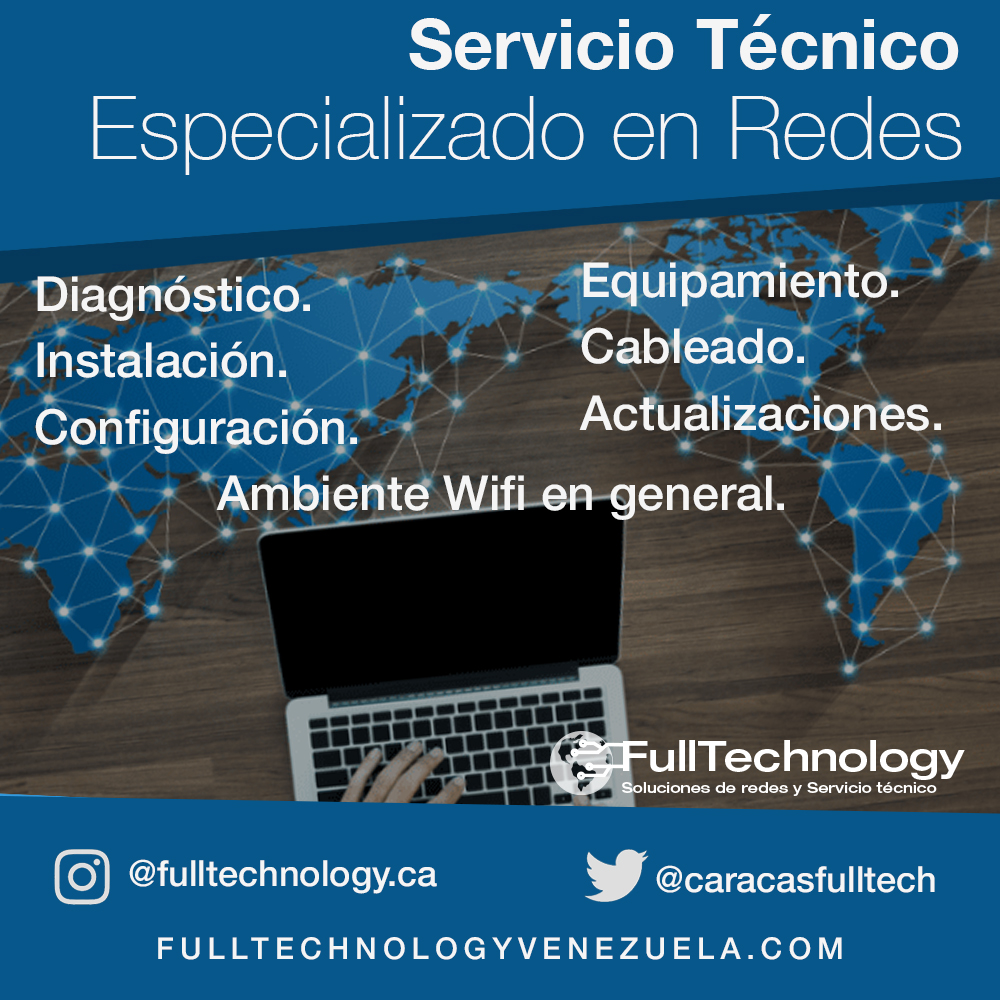 Servicio Técnico
Especializado en Redes
Diagnóstico.
Instalación.
Configuración.
Equipamiento.
Cableado.
Actualizaciones.
Ambiente Wifi en general.
FullTechnology
Soluciones de redes y Servicio técnico
@fulltechnology.ca
@caracasfulltech
FULLTECHNOLOGYVENEZUELA.COM